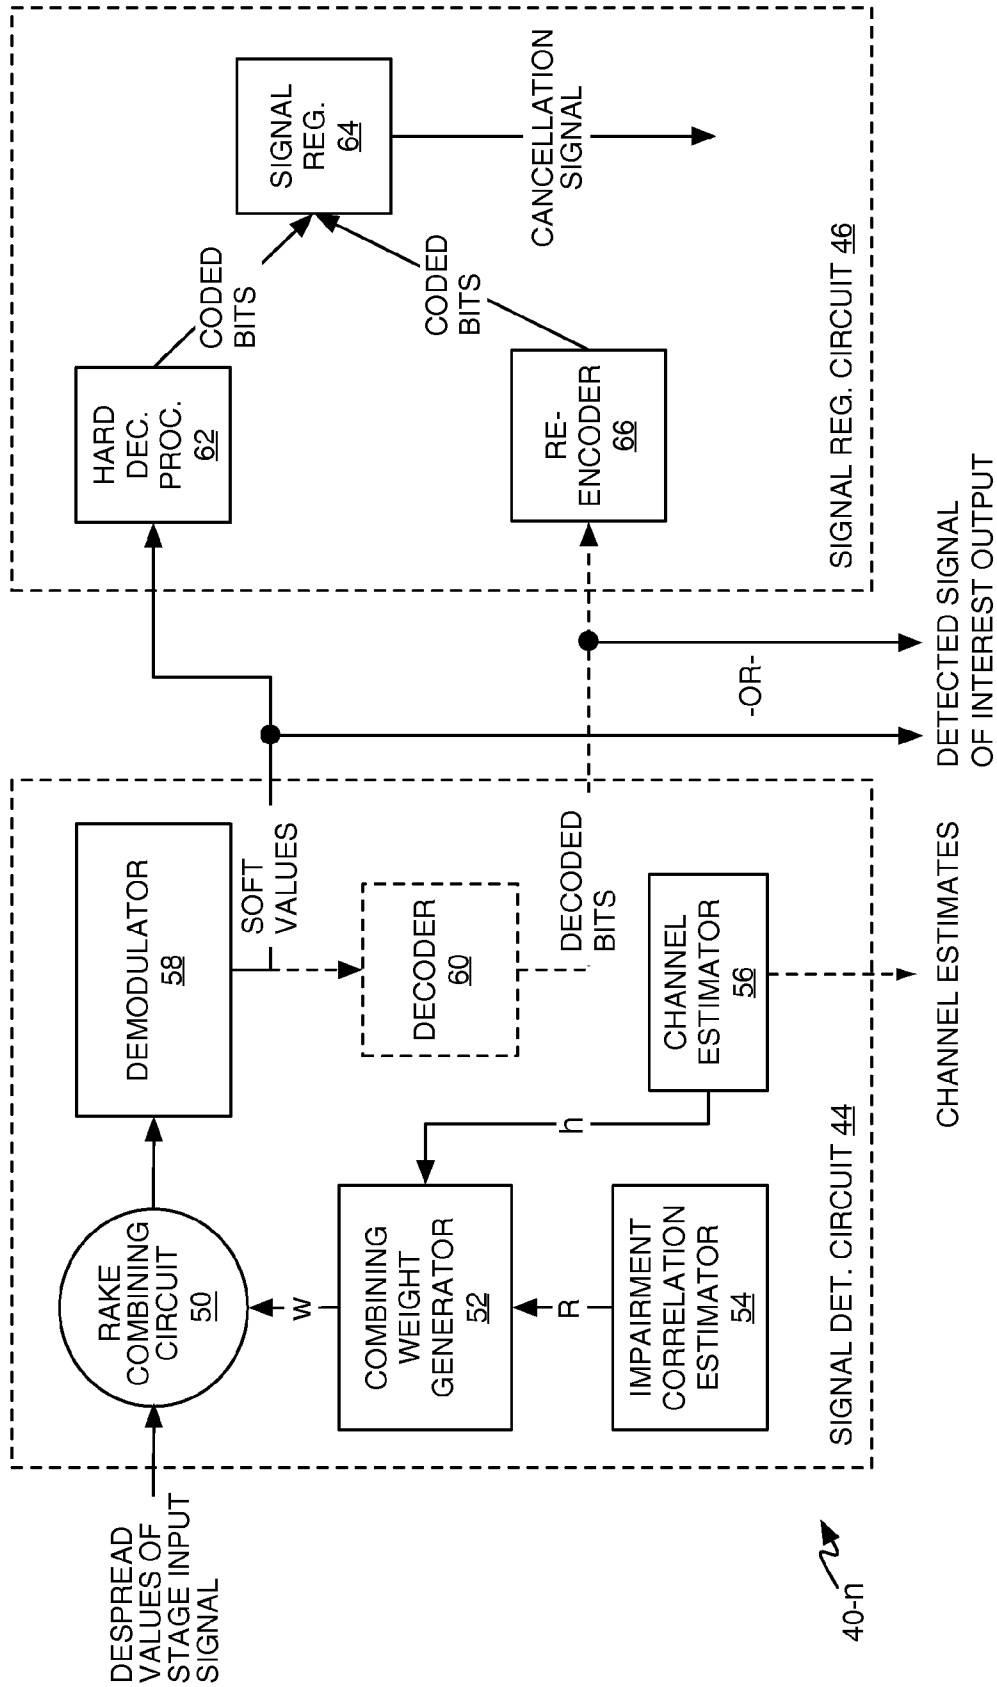 DESPREAD
VALUES OF
STAGE INPUT
SIGNAL
RAKE
COMBINING
CIRCUIT
50
W
COMBINING
WEIGHT
GENERATOR
52
R
IMPAIRMENT
CORRELATION
ESTIMATOR
54
h
DEMODULATOR
58
SOFT
VALUES
DECODER
60
DECODED
BITS
CHANNEL
ESTIMATOR
56
SIGNAL DET. CIRCUIT 44
CHANNEL ESTIMATES
-OR-
DETECTED SIGNAL
OF INTEREST OUTPUT
HARD
DEC.
PROC.
62
CODED
BITS
RE-
ENCODER
66
CODED
BITS
SIGNAL
REG.
64
CANCELLATION
SIGNAL
SIGNAL REG. CIRCUIT 46
40-n